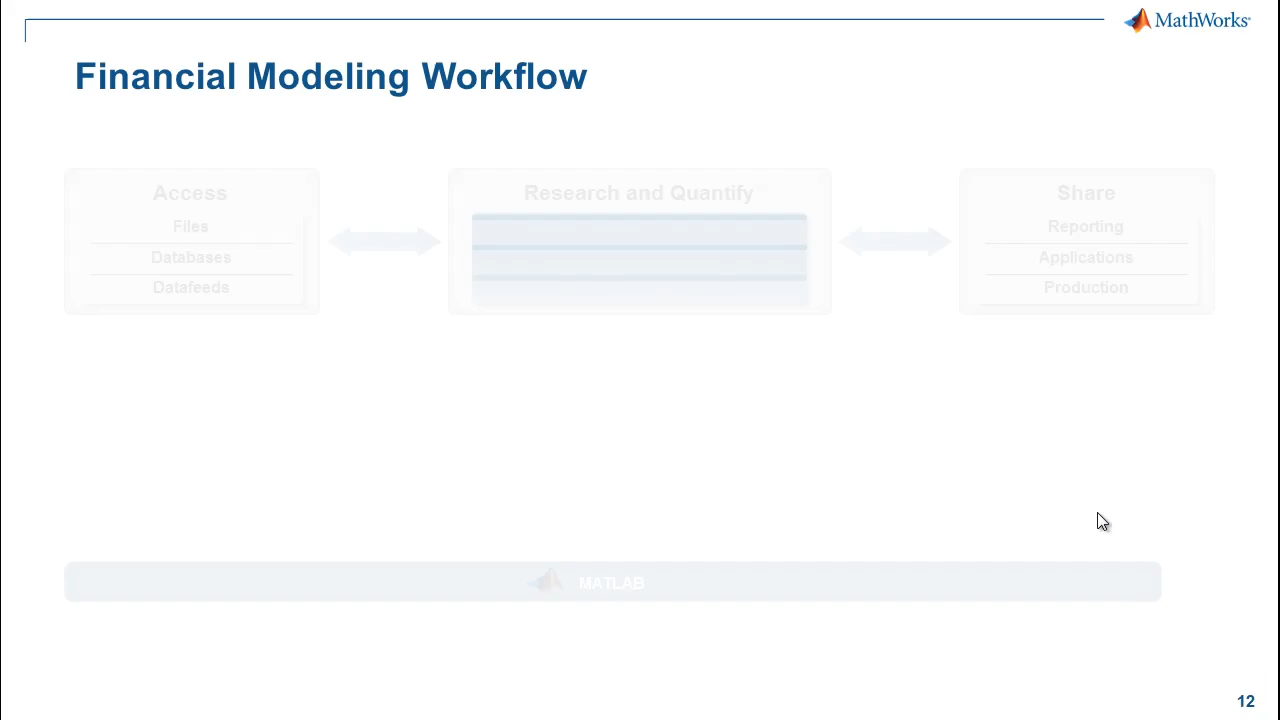 MathWorks®
Financial Modeling Workflow
Access
Files
Databases
Datafeeds
Research and Quantify
Share
Reporting
Applications
Production
MATLAB
12